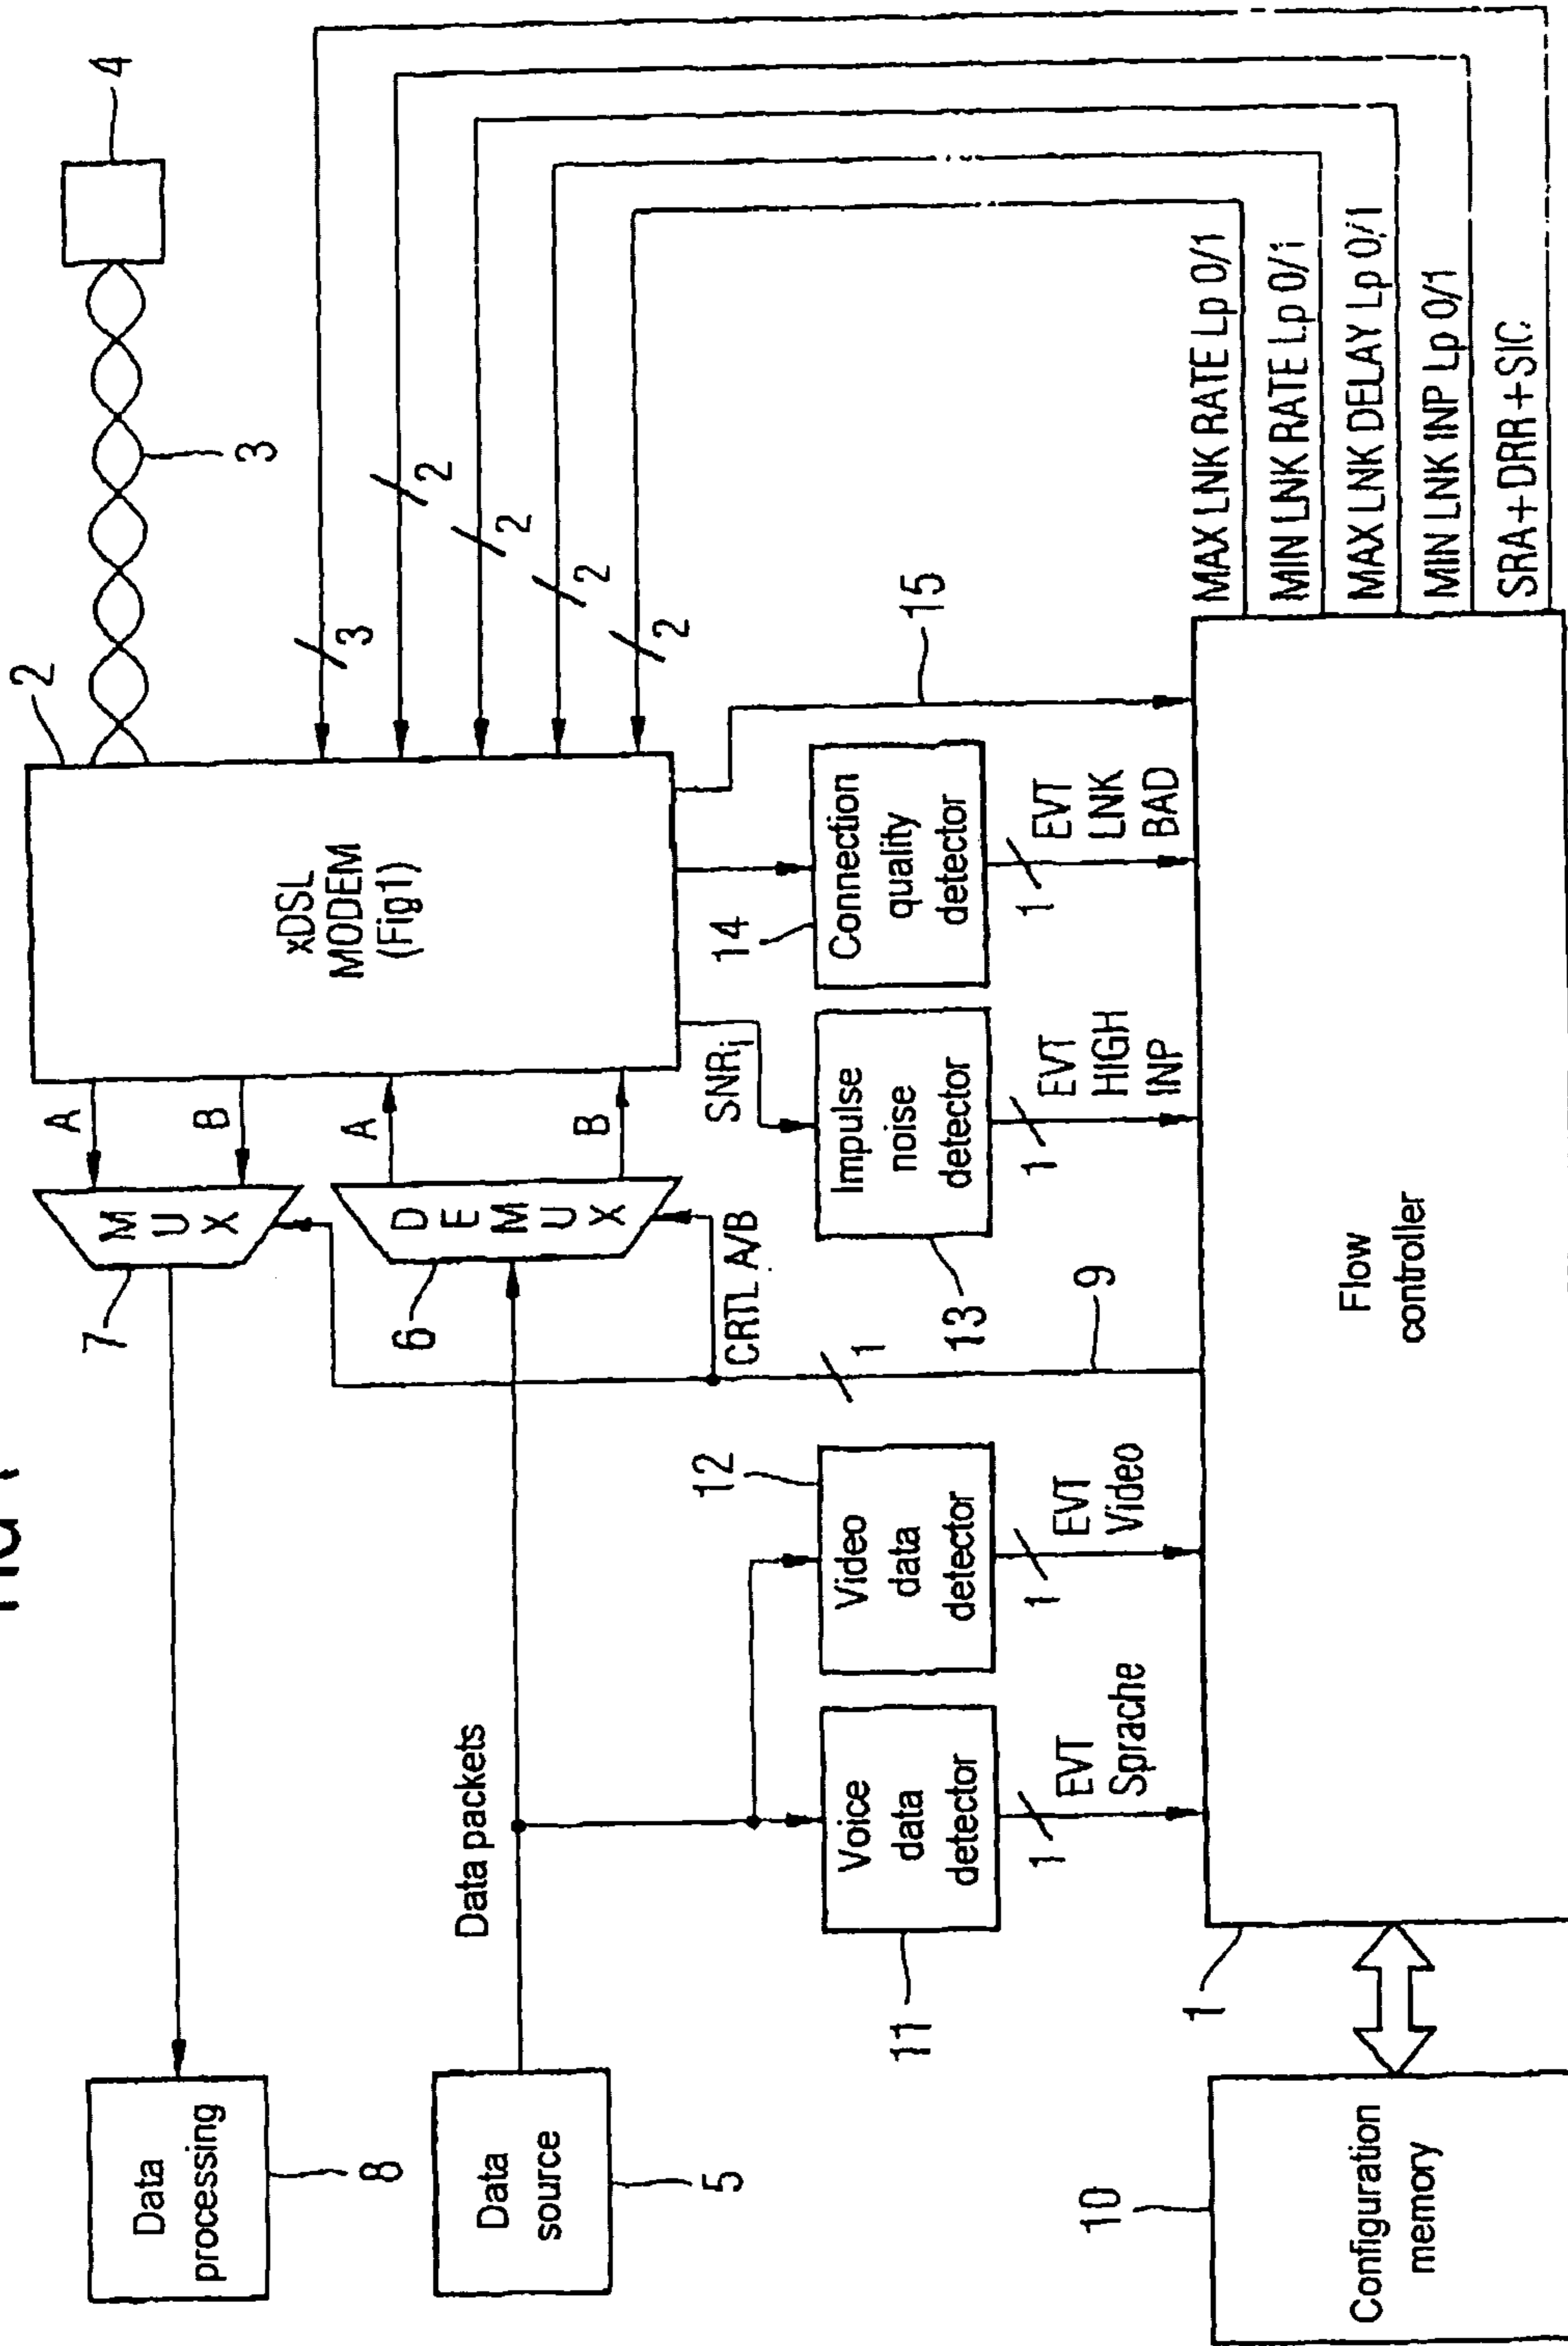 Data
processing
8
Data
source
5
Data packets
7
M
U
X
6
D
E
M
U
X
A
B
A
B
CRTL A/B
2
xDSL
MODEM
(Fig1)
3
4
3
2
2
2
2
SNRi
11
Voice
data
detector
12
Video
data
detector
13
Impulse
noise
detector
14
Connection
quality
detector
15
1
EVT
Sprache
1
EVT
Video
1
9
1
EVT
HIGH
INP
1
EVT
LNK
BAD
10
Configuration
memory
1
Flow
controller
MAX LNK RATE Lp 0/1
MIN LNK RATE Lp 0/1
MAX LNK DELAY Lp 0/1
MIN LNK INP Lp 0/1
SRA+DRR+SIC